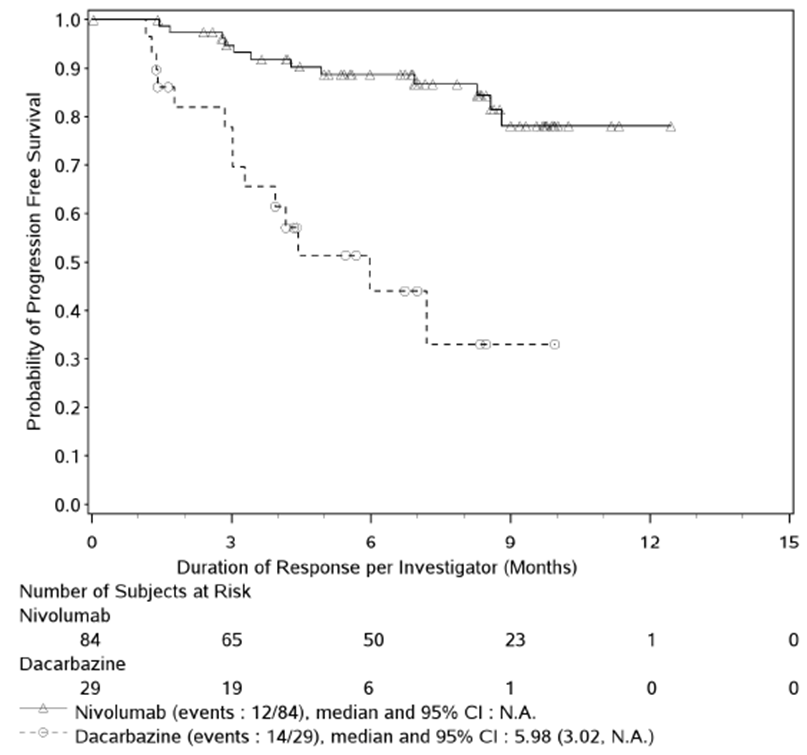 Probability of Progression Free Survival
1.0
0.9
0.8
0.7
0.6
0.5
0.4
0.3
0.2
0.1
0.0
0 3 6 9 12 15
Duration of Response per Investigator (Months)
Number of Subjects at Risk
Nivolumab
84 65 50 23 1 0
Dacarbazine
29 19 6 1 0 0
Nivolumab (events : 12/84), median and 95% CI : N.A.
Dacarbazine (events : 14/29), median and 95% CI : 5.98 (3.02, N.A.)